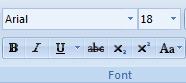 Arial 18
B I U abc x₂ x² Aa
Font